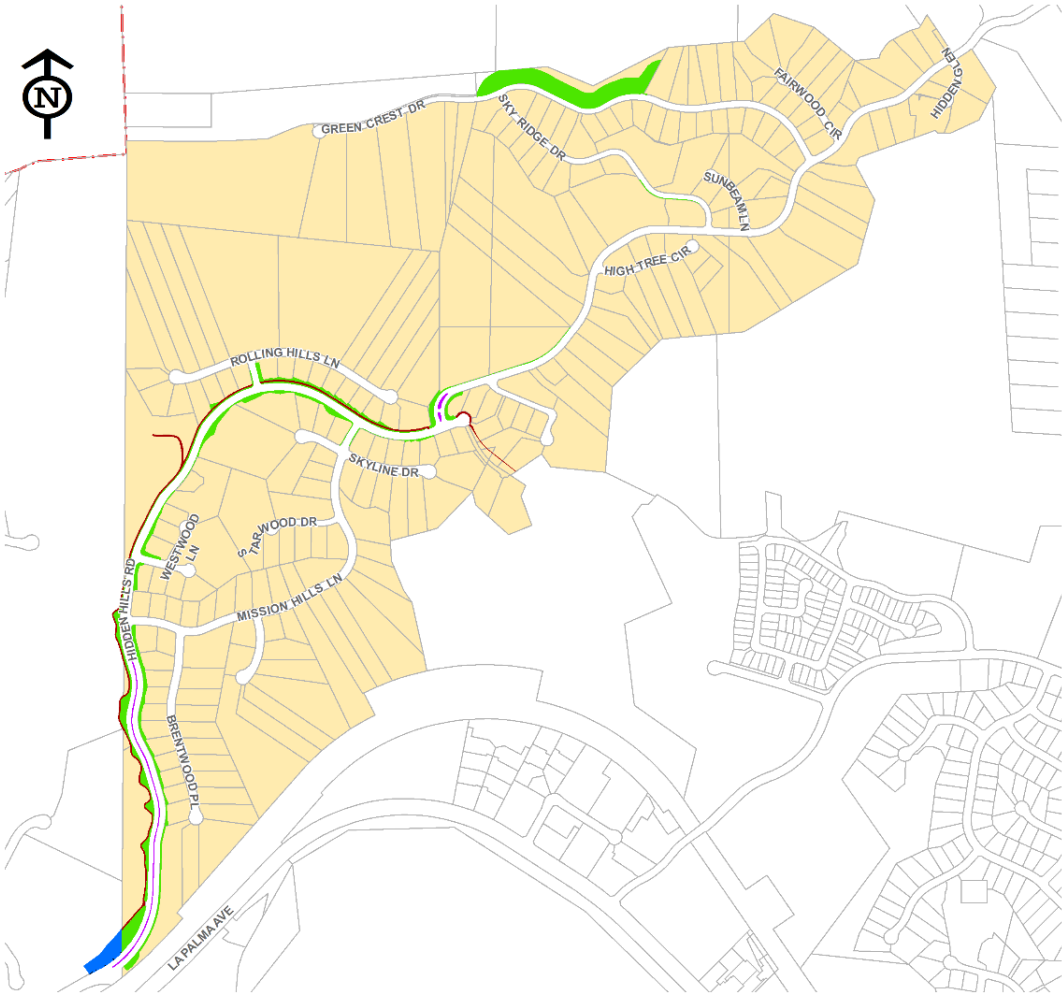 N
GREEN CREST DR
SKY RIDGE DR
FAIRWOOD CIR
HIDDEN GLEN
SUNBEAM LN
HIGH TREE CIR
ROLLING HILLS LN
SKYLINE DR
S
TARWOOD DR
WESTWOOD
LN
MISSION HILLS LN
HIDDEN HILLS RD
BRENTWOOD PL
LA PALMA AVE